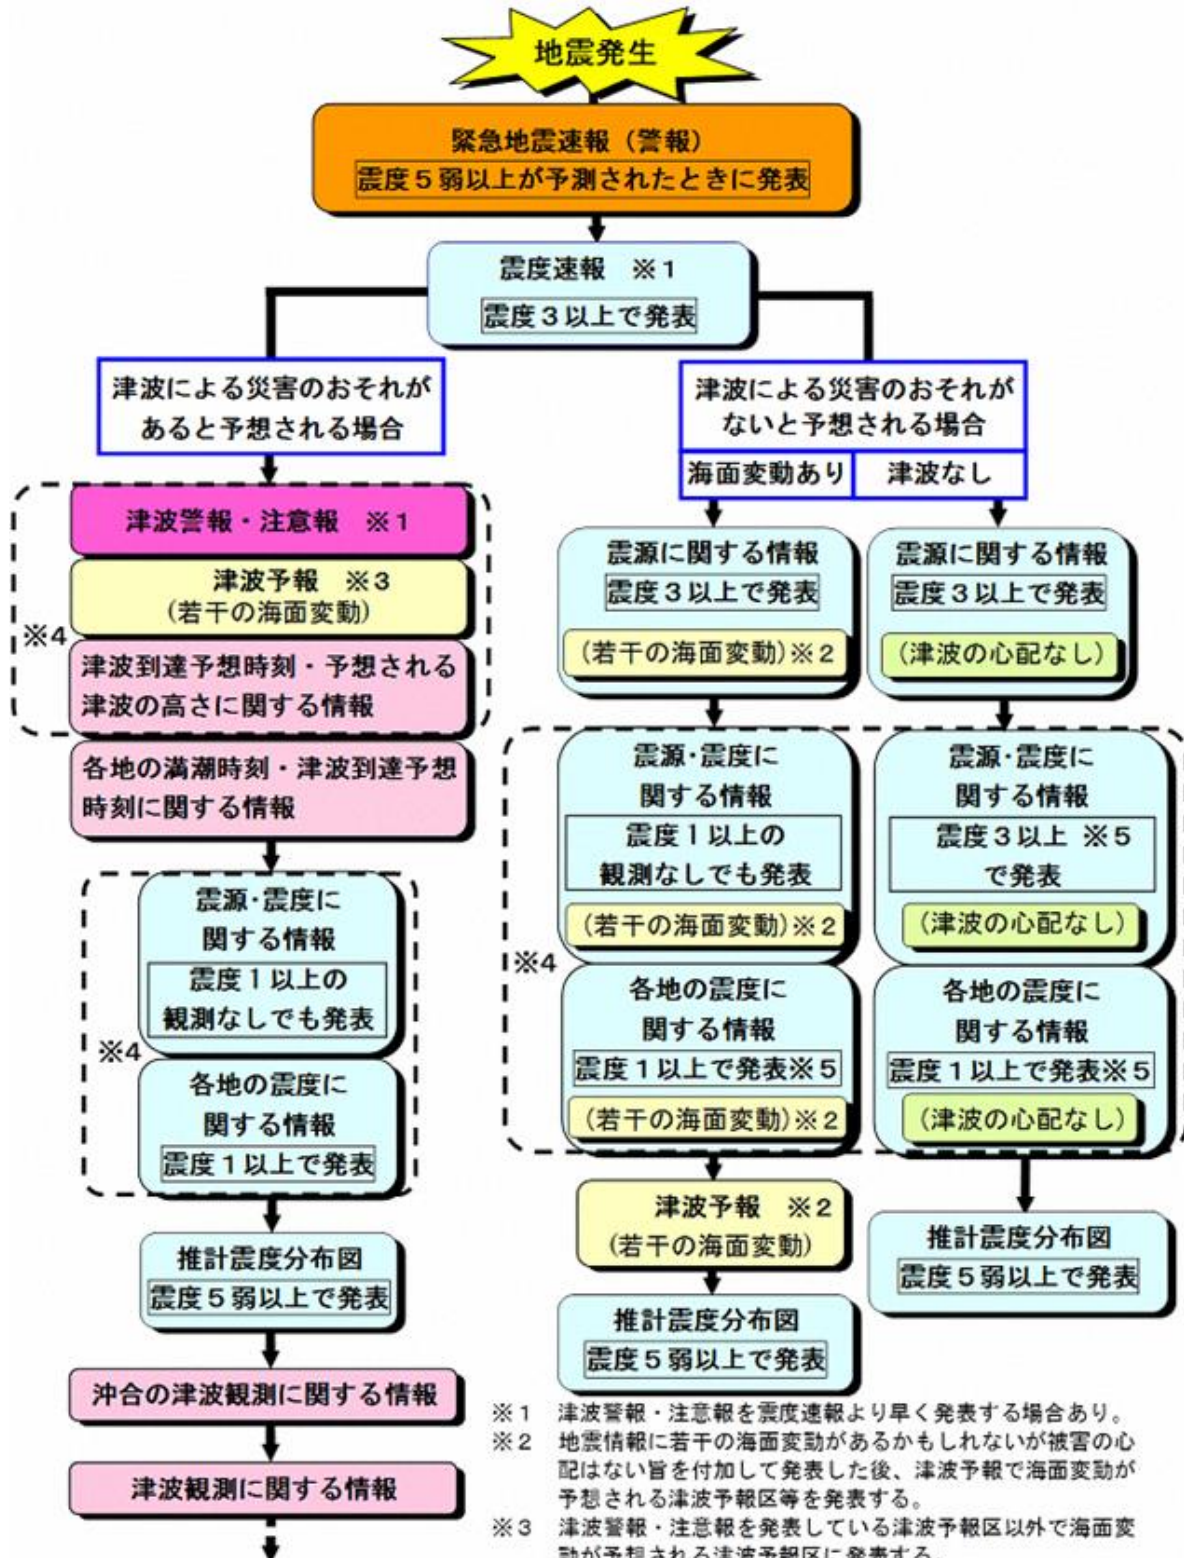 地震発生
緊急地震速報（警報）
震度５弱以上が予測されたときに発表
震度速報　※１
震度３以上で発表
津波による災害のおそれが
あると予想される場合
津波警報・注意報　※１
津波予報　※３
(若干の海面変動)
※4
津波到達予想時刻・予想される
津波の高さに関する情報
各地の満潮時刻・津波到達予想
時刻に関する情報
震源･震度に
関する情報
震度１以上の
観測なしでも発表
※4
各地の震度に
関する情報
震度１以上で発表
推計震度分布図
震度５弱以上で発表
沖合の津波観測に関する情報
津波観測に関する情報
津波による災害のおそれが
ないと予想される場合
海面変動あり
津波なし
震源に関する情報
震度３以上で発表
(若干の海面変動)※２
震源･震度に
関する情報
震度１以上の
観測なしでも発表
(若干の海面変動)※２
※4
各地の震度に
関する情報
震度１以上で発表※５
(若干の海面変動)※２
津波予報　※２
(若干の海面変動)
推計震度分布図
震度５弱以上で発表
震源に関する情報
震度３以上で発表
(津波の心配なし)
震源･震度に
関する情報
震度３以上 ※５
で発表
(津波の心配なし)
各地の震度に
関する情報
震度１以上で発表※５
(津波の心配なし)
推計震度分布図
震度５弱以上で発表
※１　津波警報・注意報を震度速報より早く発表する場合あり。
※２　地震情報に若干の海面変動があるかもしれないが被害の心
配はない旨を付加して発表した後、津波予報で海面変動が
予想される津波予報区等を発表する。
※３　津波警報・注意報を発表している津波予報区以外で海面変
動が予想される津波予報区に発表する。